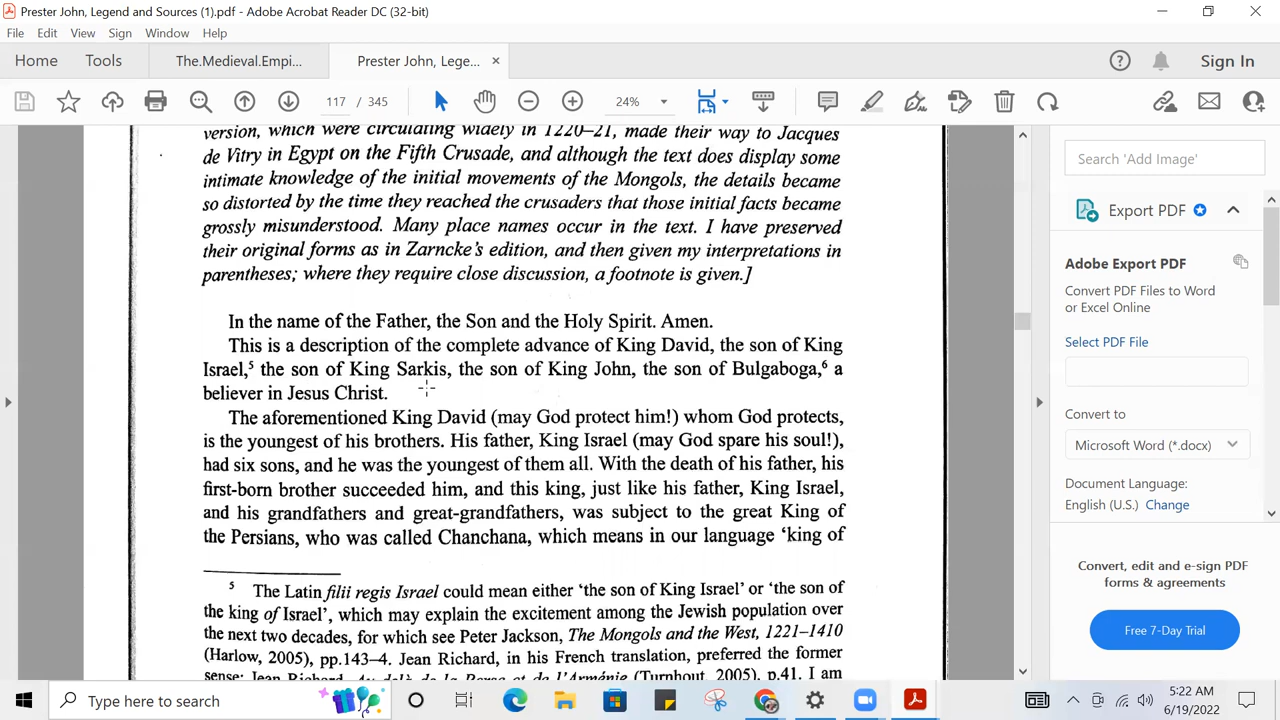 Prester John, Legend and Sources (1).pdf - Adobe Acrobat Reader DC (32-bit)
File Edit View Sign Window Help
Home Tools The.Medieval.Empi... Prester John, Lege... × Sign In
117 / 345 24%
version, which were circulating widely in 1220–21, made their way to Jacques
de Vitry in Egypt on the Fifth Crusade, and although the text does display some
intimate knowledge of the initial movements of the Mongols, the details became
so distorted by the time they reached the crusaders that those initial facts became
grossly misunderstood. Many place names occur in the text. I have preserved
their original forms as in Zarncke's edition, and then given my interpretations in
parentheses; where they require close discussion, a footnote is given.]
In the name of the Father, the Son and the Holy Spirit. Amen.
This is a description of the complete advance of King David, the son of King
Israel,⁵ the son of King Sarkis, the son of King John, the son of Bulgaboga,⁶ a
believer in Jesus Christ.
The aforementioned King David (may God protect him!) whom God protects,
is the youngest of his brothers. His father, King Israel (may God spare his soul!),
had six sons, and he was the youngest of them all. With the death of his father, his
first-born brother succeeded him, and this king, just like his father, King Israel,
and his grandfathers and great-grandfathers, was subject to the great King of
the Persians, who was called Chanchana, which means in our language 'king of
⁵ The Latin filii regis Israel could mean either 'the son of King Israel' or 'the son of
the king of Israel', which may explain the excitement among the Jewish population over
the next two decades, for which see Peter Jackson, The Mongols and the West, 1221–1410
(Harlow, 2005), pp.143–4. Jean Richard, in his French translation, preferred the former
sense: Jean Richard, Au delà de la Perse et de l'Arménie (Turnhout, 2005), p.41. I am
Search 'Add Image'
Export PDF
Adobe Export PDF
Convert PDF Files to Word
or Excel Online
Select PDF File
Convert to
Microsoft Word (*.docx)
Document Language:
English (U.S.) Change
Convert, edit and e-sign PDF
forms & agreements
Free 7-Day Trial
Type here to search
5:22 AM
6/19/2022